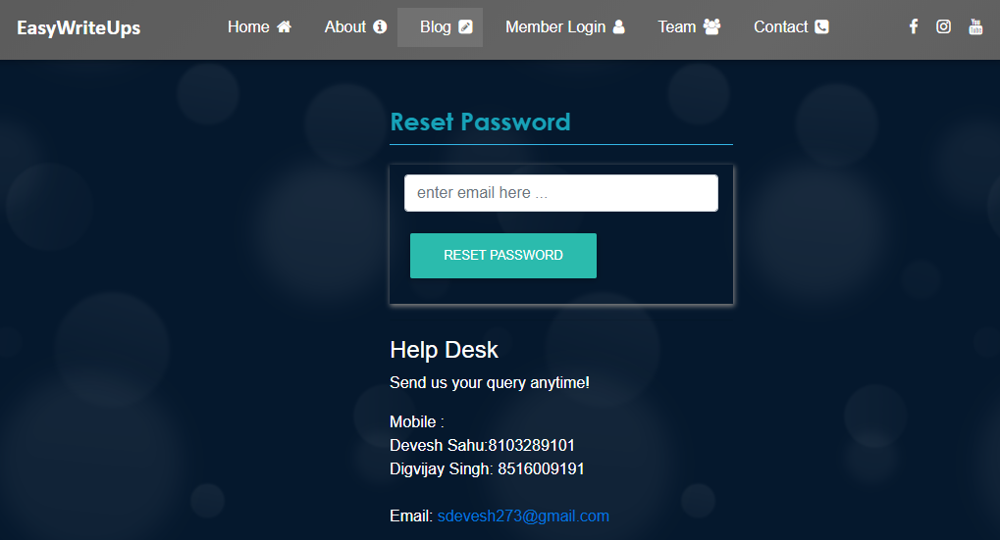 EasyWriteUps Home About Blog Member Login Team Contact You Tube
Reset Password
enter email here ...
RESET PASSWORD
Help Desk
Send us your query anytime!
Mobile :
Devesh Sahu:8103289101
Digvijay Singh: 8516009191
Email: sdevesh273@gmail.com